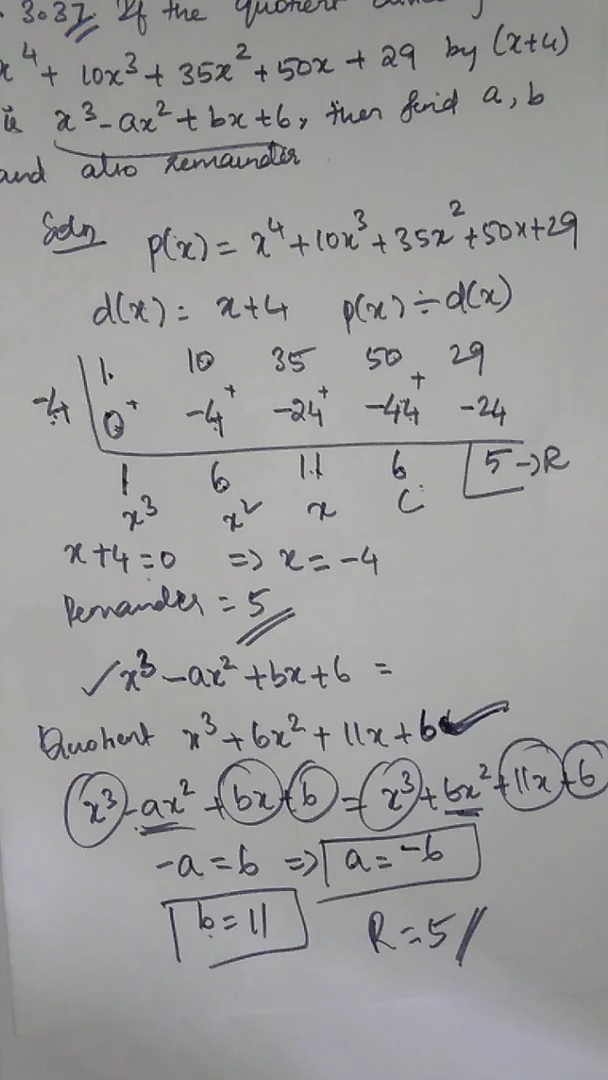 3.37. If the quotient
x⁴ + 10x³ + 35x² + 50x + 29 by (x+4)
is x³ - ax² + bx + 6, then find a, b
and also remainder
Soln p(x) = x⁴ + 10x³ + 35x² + 50x + 29
d(x) = x+4 p(x) ÷ d(x)
1 10 35 50 29
-4 0 + -4 + -24 + -44 + -24
1 6 11 6 5 → R
x³ x² x C
x+4 = 0 ⇒ x = -4
Remainder = 5
✓ x³ - ax² + bx + 6 =
Quotient x³ + 6x² + 11x + 6 ✓
x³ - ax² + bx + 6 = x³ + 6x² + 11x + 6
-a = 6 ⇒ a = -6
b = 11 R = 5 //